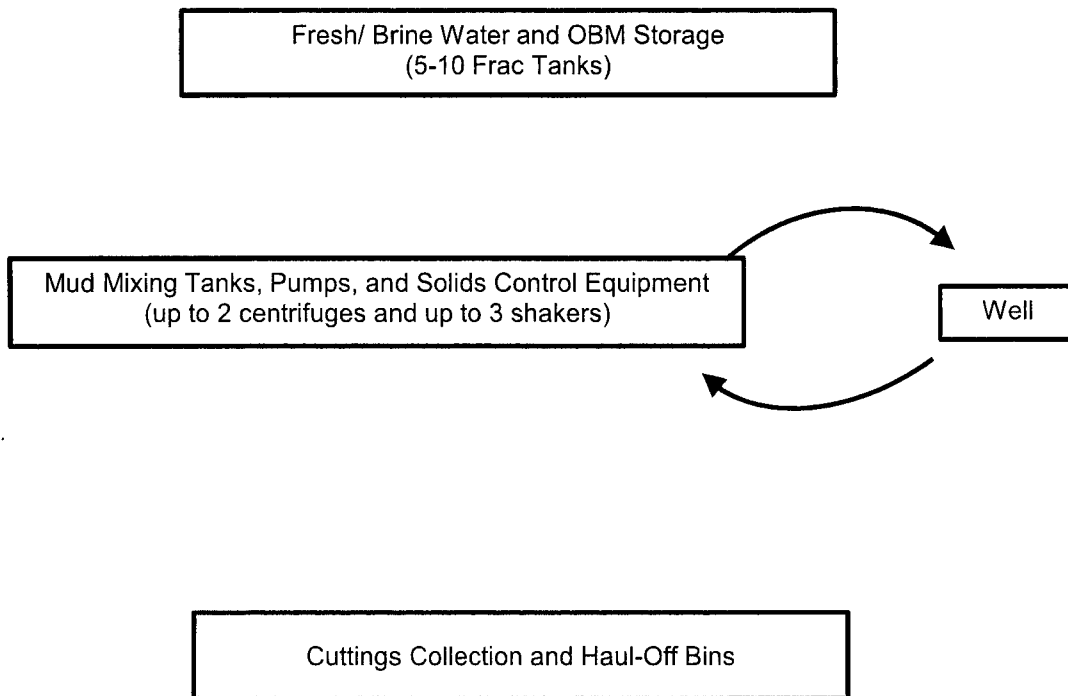 Fresh/ Brine Water and OBM Storage
(5-10 Frac Tanks)
Mud Mixing Tanks, Pumps, and Solids Control Equipment
(up to 2 centrifuges and up to 3 shakers)
Well
Cuttings Collection and Haul-Off Bins